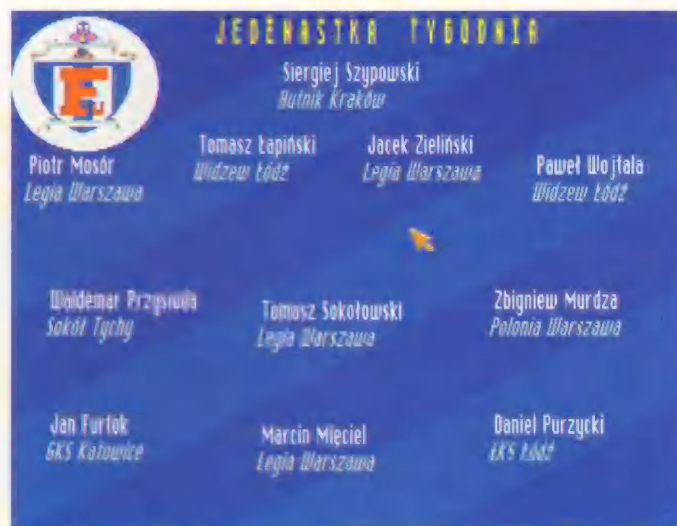 JEDENASTKA TYGODNIA
F
Siergiej Szypowski
Hutnik Kraków
Tomasz Łapiński
Widzew Łódź
Jacek Zieliński
Legia Warszawa
Piotr Mosór
Legia Warszawa
Paweł Wojtala
Widzew Łódź
Waldemar Przysiuda
Sokół Tychy
Tomasz Sokołowski
Legia Warszawa
Zbigniew Murdza
Polonia Warszawa
Jan Furtok
GKS Katowice
Marcin Mięciel
Legia Warszawa
Daniel Purzycki
ŁKS Łódź